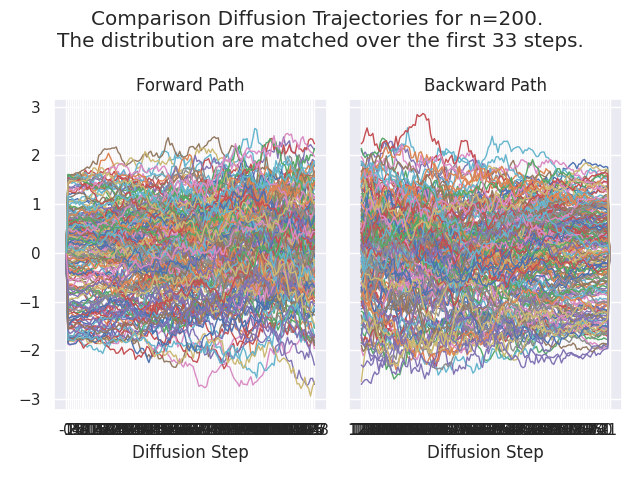 Comparison Diffusion Trajectories for n=200.
The distribution are matched over the first 33 steps.
Forward Path
Backward Path
3
2
1
0
−1
−2
−3
Diffusion Step
Diffusion Step